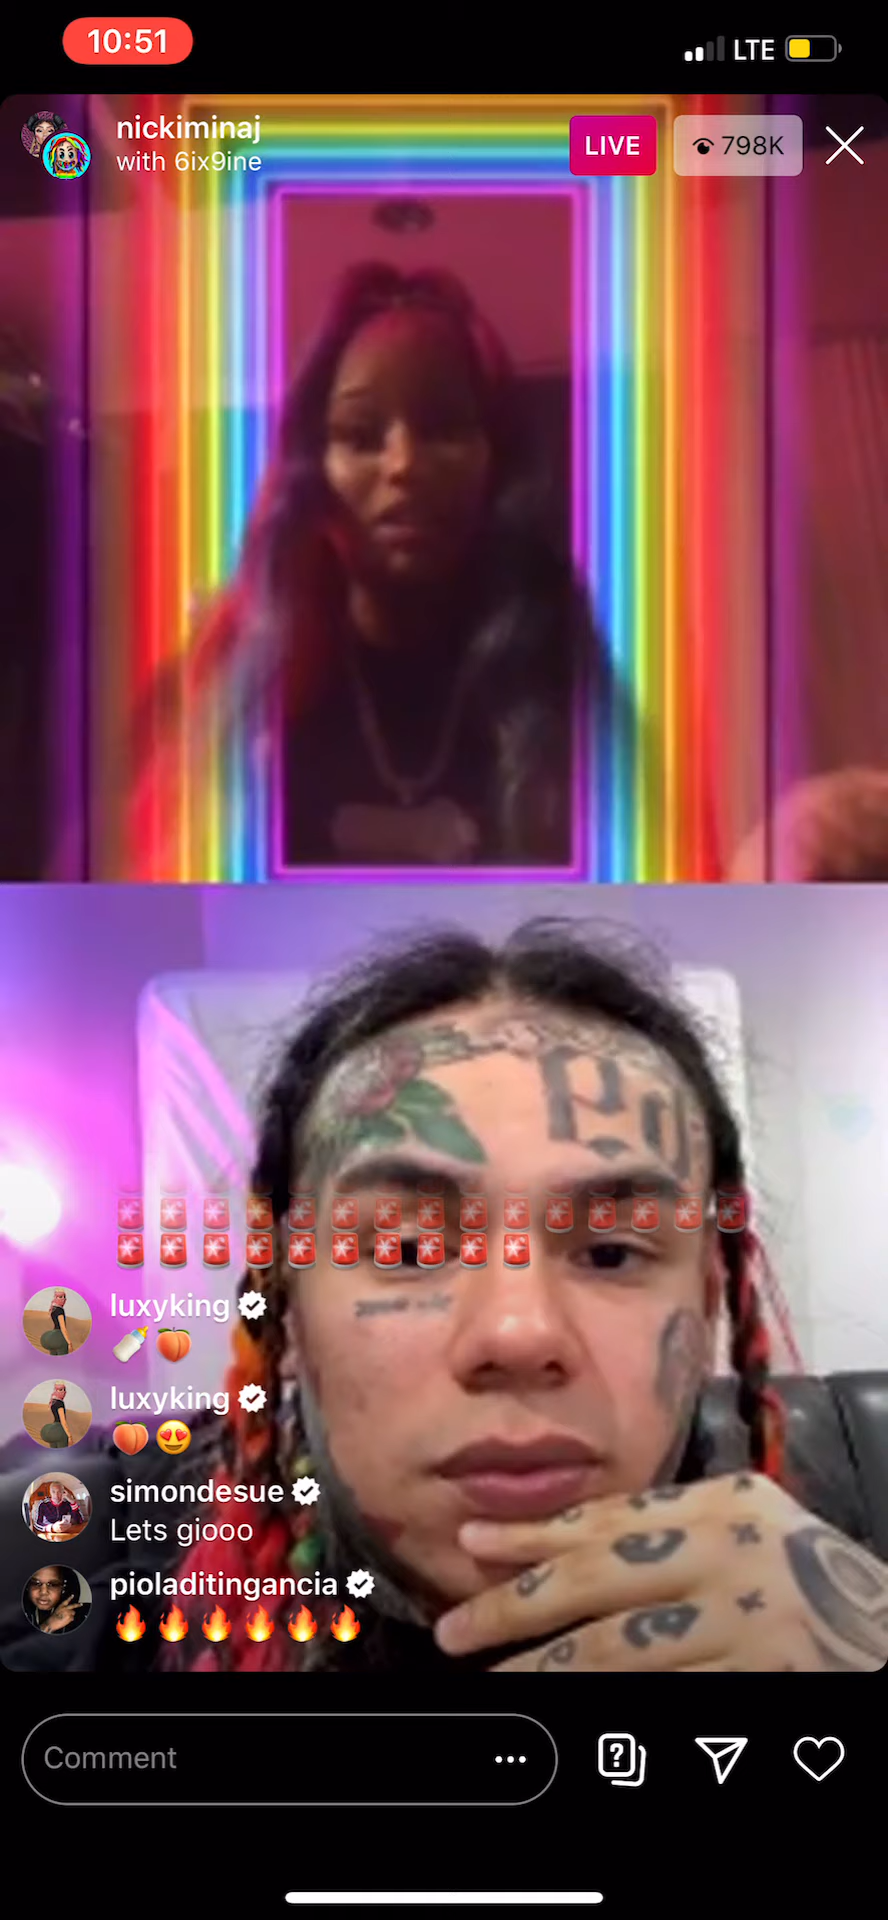 10:51
LTE
nickiminaj
with 6ix9ine
LIVE
798K
luxyking
luxyking
simondesue
Lets giooo
pioladitingancia
Comment